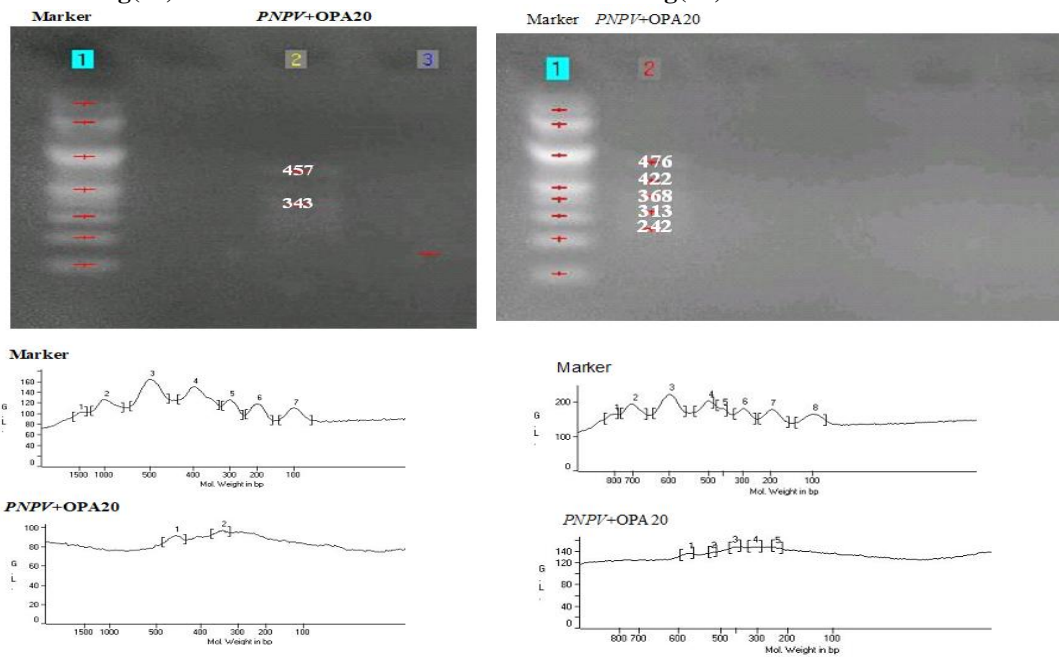 Marker
PNPV+OPA20
Marker PNPV+OPA20
1
2
3
457
343
1
2
476
422
368
313
242
Marker
160
140
120
100
80
60
40
20
0
G
L
1 2 3 4 5 6 7
1500 1000 500 400 300 200 100
Mol. Weight in bp
Marker
200
100
0
G
L
1 2 3 4 5 6 7 8
800 700 600 500 300 200 100
Mol. Weight in bp
PNPV+OPA20
100
80
60
40
20
0
G
L
1 2
1500 1000 500 400 300 200 100
Mol. Weight in bp
PNPV+OPA 20
140
120
80
40
0
G
L
1 2 3 4 5
800 700 600 500 300 200 100
Mol. Weight in bp